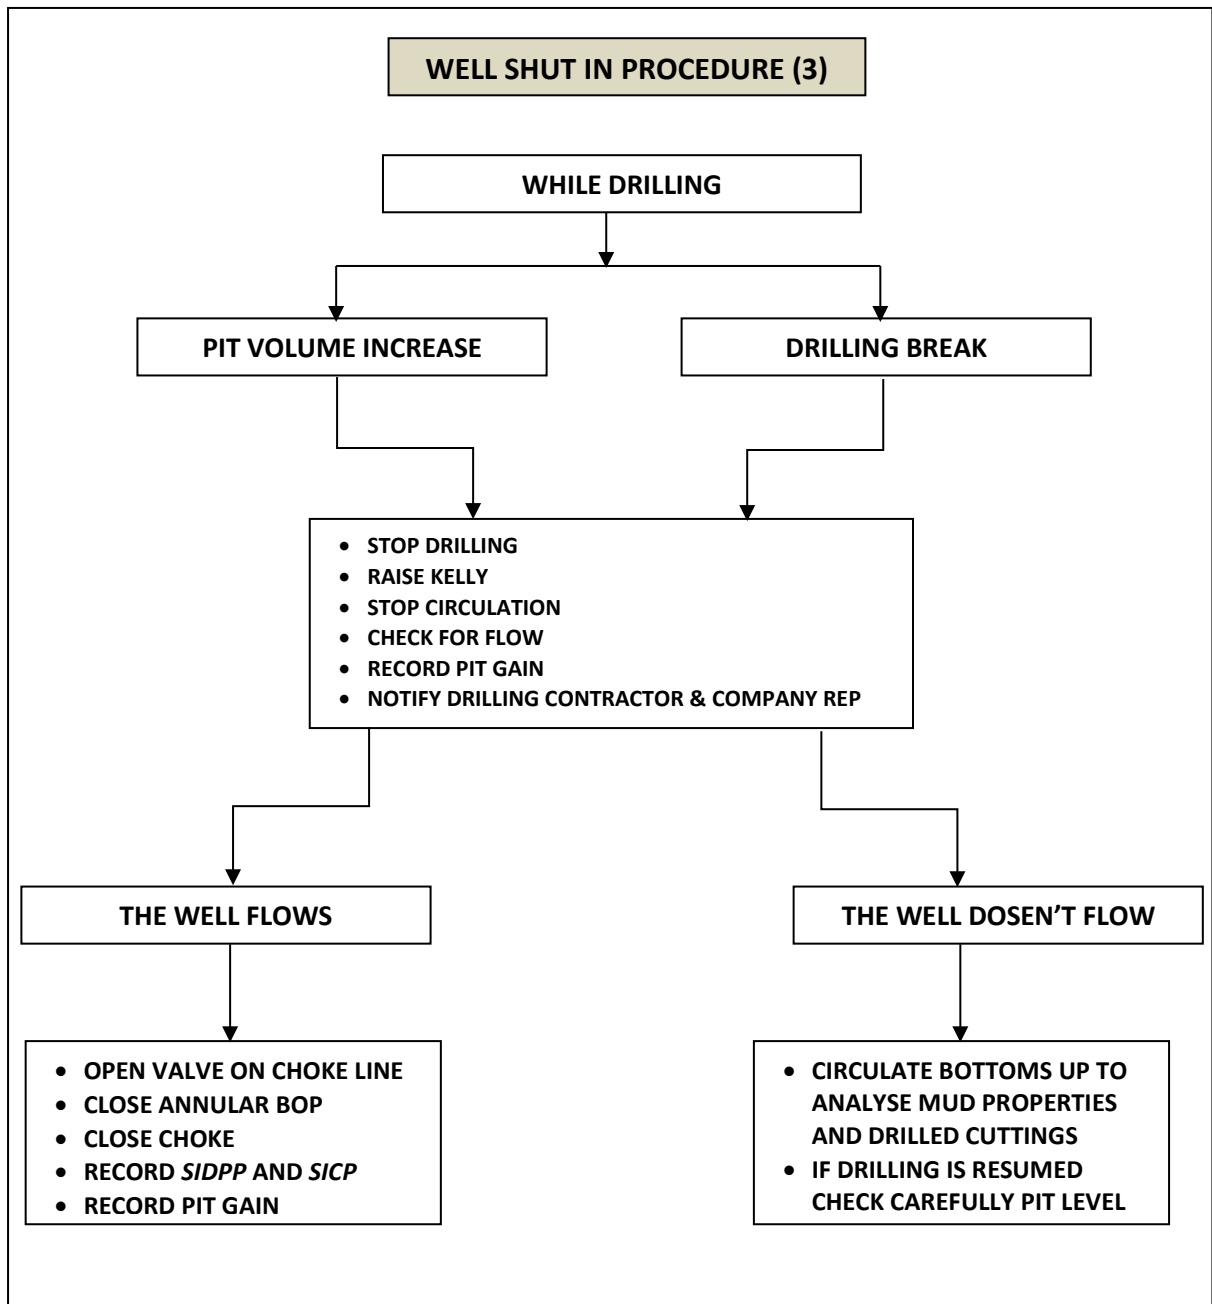 WELL SHUT IN PROCEDURE (3)
WHILE DRILLING
PIT VOLUME INCREASE
DRILLING BREAK
• STOP DRILLING
• RAISE KELLY
• STOP CIRCULATION
• CHECK FOR FLOW
• RECORD PIT GAIN
• NOTIFY DRILLING CONTRACTOR & COMPANY REP
THE WELL FLOWS
THE WELL DOSEN’T FLOW
• OPEN VALVE ON CHOKE LINE
• CLOSE ANNULAR BOP
• CLOSE CHOKE
• RECORD SIDPP AND SICP
• RECORD PIT GAIN
• CIRCULATE BOTTOMS UP TO
ANALYSE MUD PROPERTIES
AND DRILLED CUTTINGS
• IF DRILLING IS RESUMED
CHECK CAREFULLY PIT LEVEL